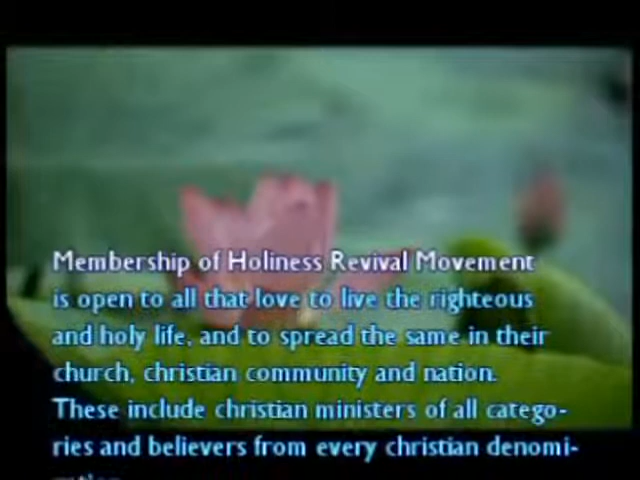 Membership of Holiness Revival Movement
is open to all that love to live the righteous
and holy life, and to spread the same in their
church, christian community and nation.
These include christian ministers of all catego-
ries and believers from every christian denomi-